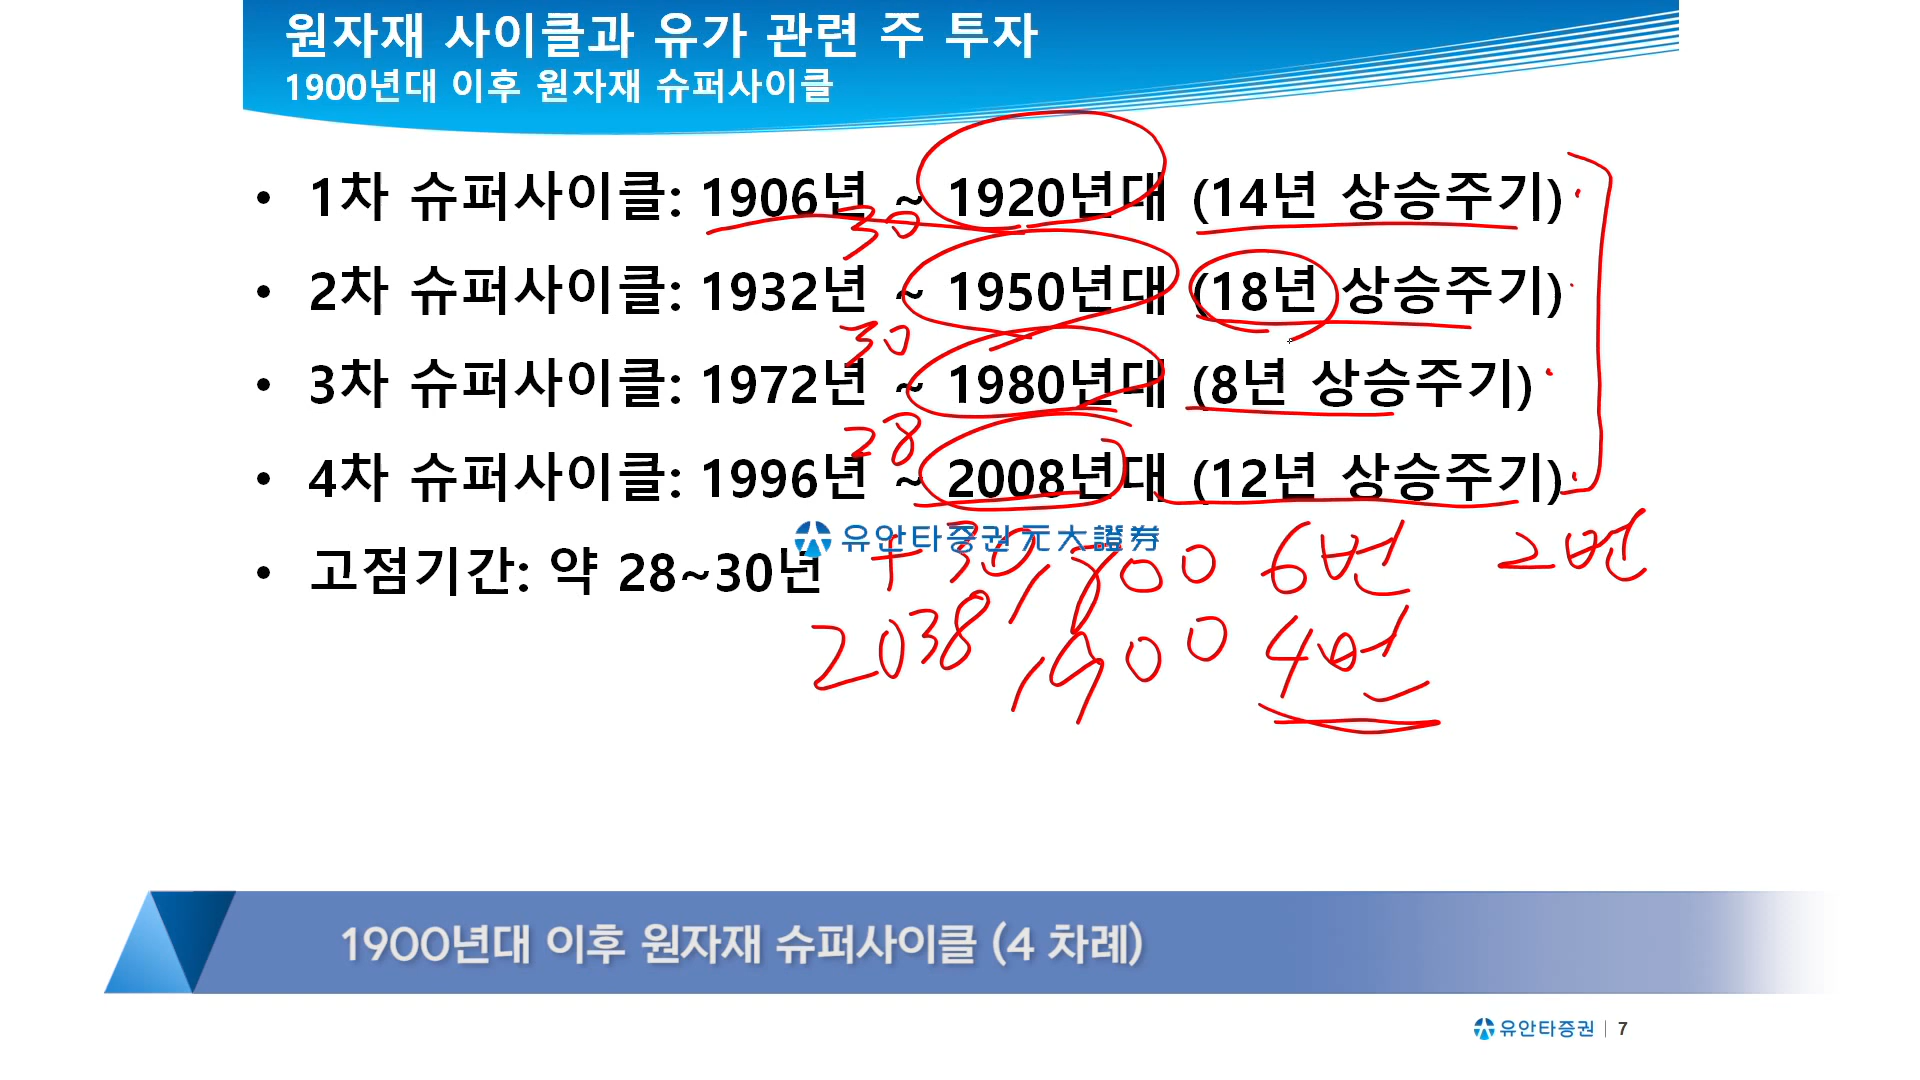 원자재 사이클과 유가 관련 주 투자
1900년대 이후 원자재 슈퍼사이클
• 1차 슈퍼사이클: 1906년 ~ 1920년대 (14년 상승주기)
30
• 2차 슈퍼사이클: 1932년 ~ 1950년대 (18년 상승주기)
30
• 3차 슈퍼사이클: 1972년 ~ 1980년대 (8년 상승주기)
28
• 4차 슈퍼사이클: 1996년 ~ 2008년대 (12년 상승주기)
유안타증권 元大證券
• 고점기간: 약 28~30년
+ 30 1800 6번 2번
2038 1900 4번
1900년대 이후 원자재 슈퍼사이클 (4 차례)
유안타증권 | 7